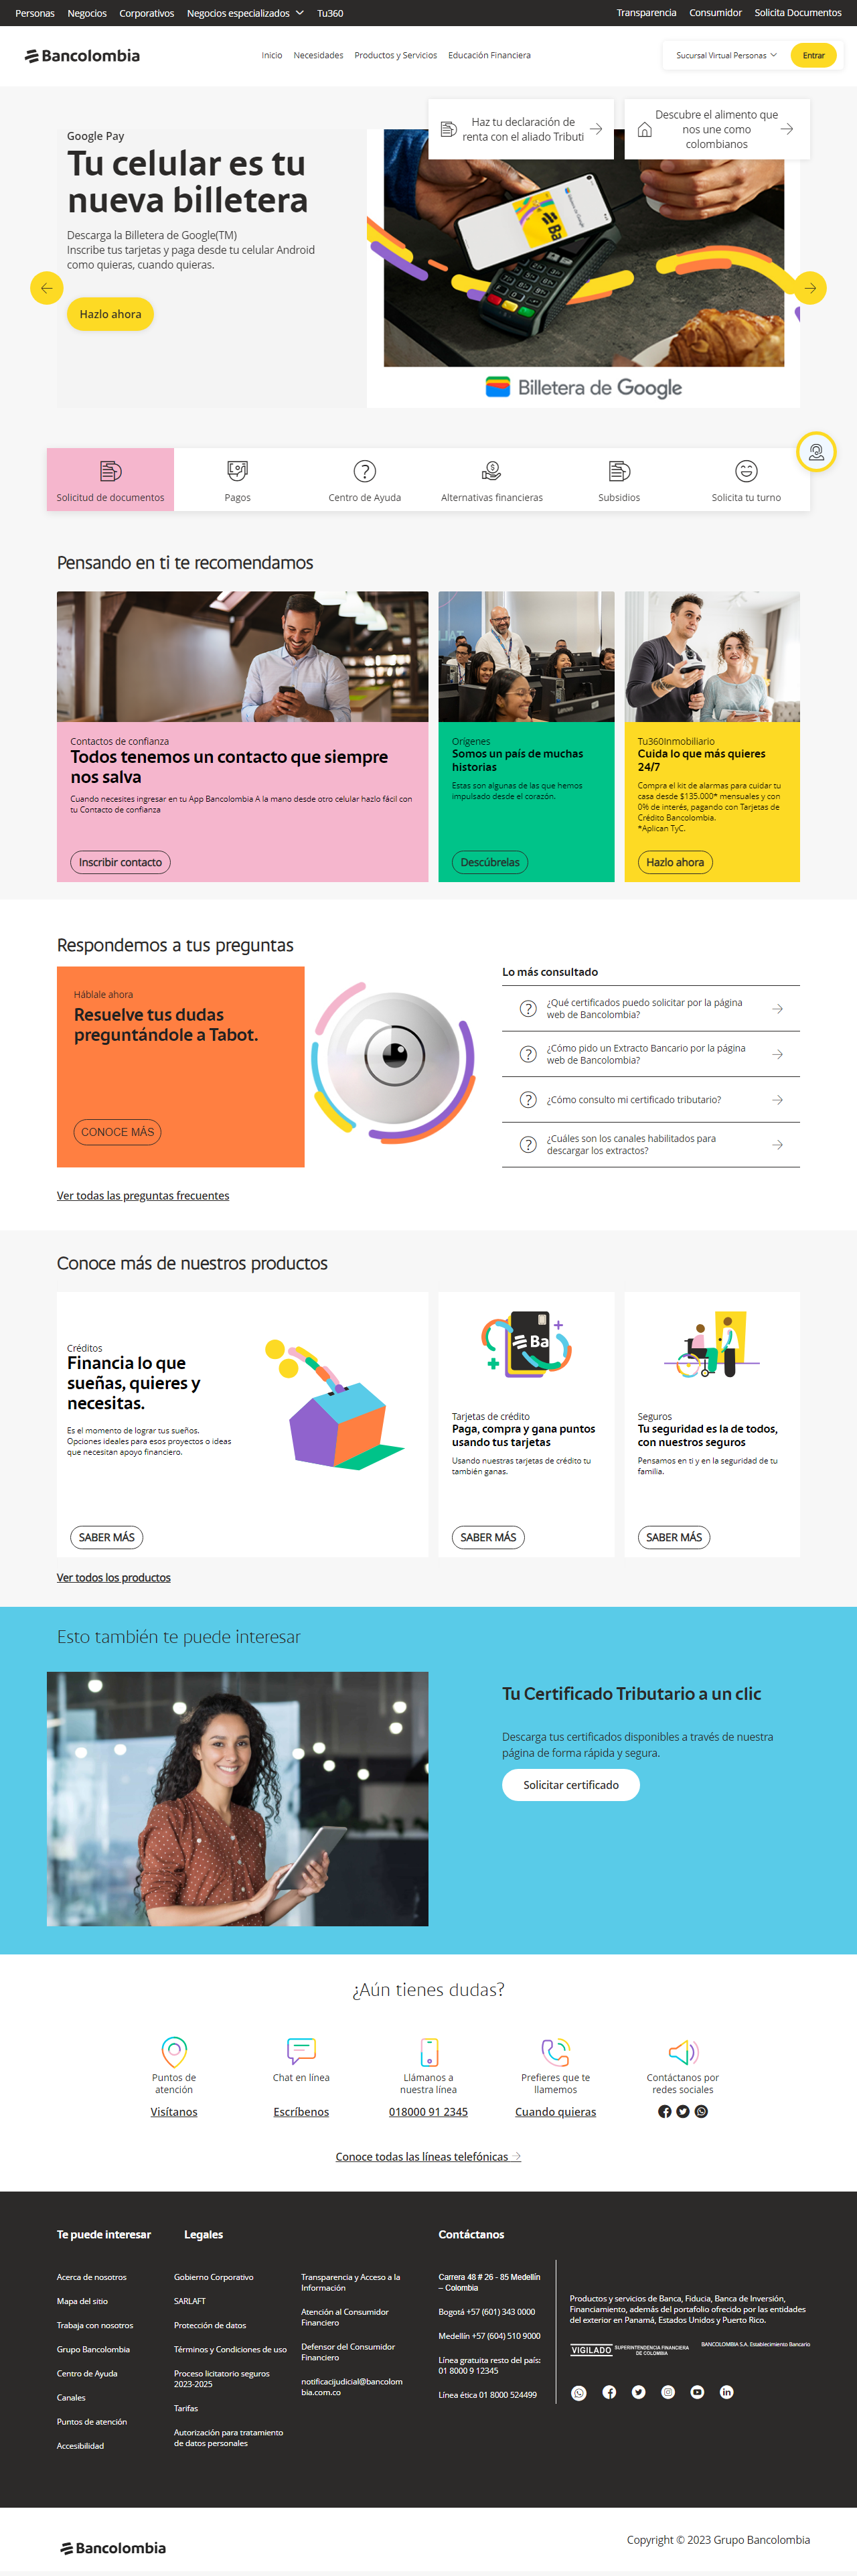 Personas Negocios Corporativos Negocios especializados Tu360 Transparencia Consumidor Solicita Documentos
Bancolombia
Inicio Necesidades Productos y Servicios Educación Financiera
Sucursal Virtual Personas Entrar
Haz tu declaración de
renta con el aliado Tributi
Descubre el alimento que
nos une como
colombianos
Google Pay
Tu celular es tu
nueva billetera
Descarga la Billetera de Google(TM)
Inscribe tus tarjetas y paga desde tu celular Android
como quieras, cuando quieras.
Hazlo ahora
Billetera de Google
Solicitud de documentos
Pagos
Centro de Ayuda
Alternativas financieras
Subsidios
Solicita tu turno
Pensando en ti te recomendamos
Contactos de confianza
Todos tenemos un contacto que siempre
nos salva
Cuando necesites ingresar en tu App Bancolombia A la mano desde otro celular hazlo fácil con
tu Contacto de confianza
Inscribir contacto
Orígenes
Somos un país de muchas
historias
Estas son algunas de las que hemos
impulsado desde el corazón.
Descúbrelas
Tu360Inmobiliario
Cuida lo que más quieres
24/7
Compra el kit de alarmas para cuidar tu
casa desde $135.000* mensuales y con
0% de interés, pagando con Tarjetas de
Crédito Bancolombia.
*Aplican TyC.
Hazlo ahora
Respondemos a tus preguntas
Háblale ahora
Resuelve tus dudas
preguntándole a Tabot.
CONOCE MÁS
Lo más consultado
¿Qué certificados puedo solicitar por la página
web de Bancolombia?
¿Cómo pido un Extracto Bancario por la página
web de Bancolombia?
¿Cómo consulto mi certificado tributario?
¿Cuáles son los canales habilitados para
descargar los extractos?
Ver todas las preguntas frecuentes
Conoce más de nuestros productos
Créditos
Financia lo que
sueñas, quieres y
necesitas.
Es el momento de lograr tus sueños.
Opciones ideales para esos proyectos o ideas
que necesitan apoyo financiero.
SABER MÁS
Ba
Tarjetas de crédito
Paga, compra y gana puntos
usando tus tarjetas
Usando nuestras tarjetas de crédito tu
también ganas.
SABER MÁS
Seguros
Tu seguridad es la de todos,
con nuestros seguros
Pensamos en ti y en la seguridad de tu
familia.
SABER MÁS
Ver todos los productos
Esto también te puede interesar
Tu Certificado Tributario a un clic
Descarga tus certificados disponibles a través de nuestra
página de forma rápida y segura.
Solicitar certificado
¿Aún tienes dudas?
Puntos de
atención
Visítanos
Chat en línea
Escríbenos
Llámanos a
nuestra línea
018000 91 2345
Prefieres que te
llamemos
Cuando quieras
Contáctanos por
redes sociales
Conoce todas las líneas telefónicas
Te puede interesar
Acerca de nosotros
Mapa del sitio
Trabaja con nosotros
Grupo Bancolombia
Centro de Ayuda
Canales
Puntos de atención
Accesibilidad
Legales
Gobierno Corporativo
SARLAFT
Protección de datos
Términos y Condiciones de uso
Proceso licitatorio seguros
2023-2025
Tarifas
Autorización para tratamiento
de datos personales
Transparencia y Acceso a la
Información
Atención al Consumidor
Financiero
Defensor del Consumidor
Financiero
notificacijudicial@bancolom
bia.com.co
Contáctanos
Carrera 48 # 26 - 85 Medellín
– Colombia
Bogotá +57 (601) 343 0000
Medellín +57 (604) 510 9000
Línea gratuita resto del país:
01 8000 9 12345
Línea ética 01 8000 524499
Productos y servicios de Banca, Fiducia, Banca de Inversión,
Financiamiento, además del portafolio ofrecido por las entidades
del exterior en Panamá, Estados Unidos y Puerto Rico.
VIGILADO SUPERINTENDENCIA FINANCIERA
DE COLOMBIA
BANCOLOMBIA S.A. Establecimiento Bancario
Bancolombia
Copyright © 2023 Grupo Bancolombia